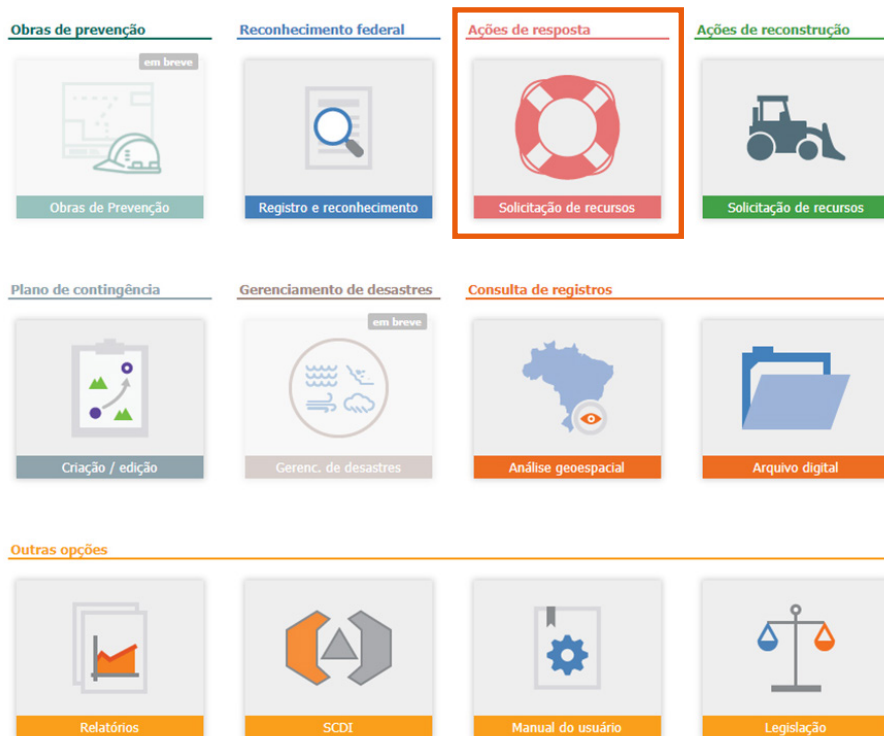 Obras de prevenção
Reconhecimento federal
Ações de resposta
Ações de reconstrução
em breve
Obras de Prevenção
Registro e reconhecimento
Solicitação de recursos
Solicitação de recursos
Plano de contingência
Gerenciamento de desastres
Consulta de registros
em breve
Criação / edição
Gerenc. de desastres
Análise geoespacial
Arquivo digital
Outras opções
Relatórios
SCDI
Manual do usuário
Legislação